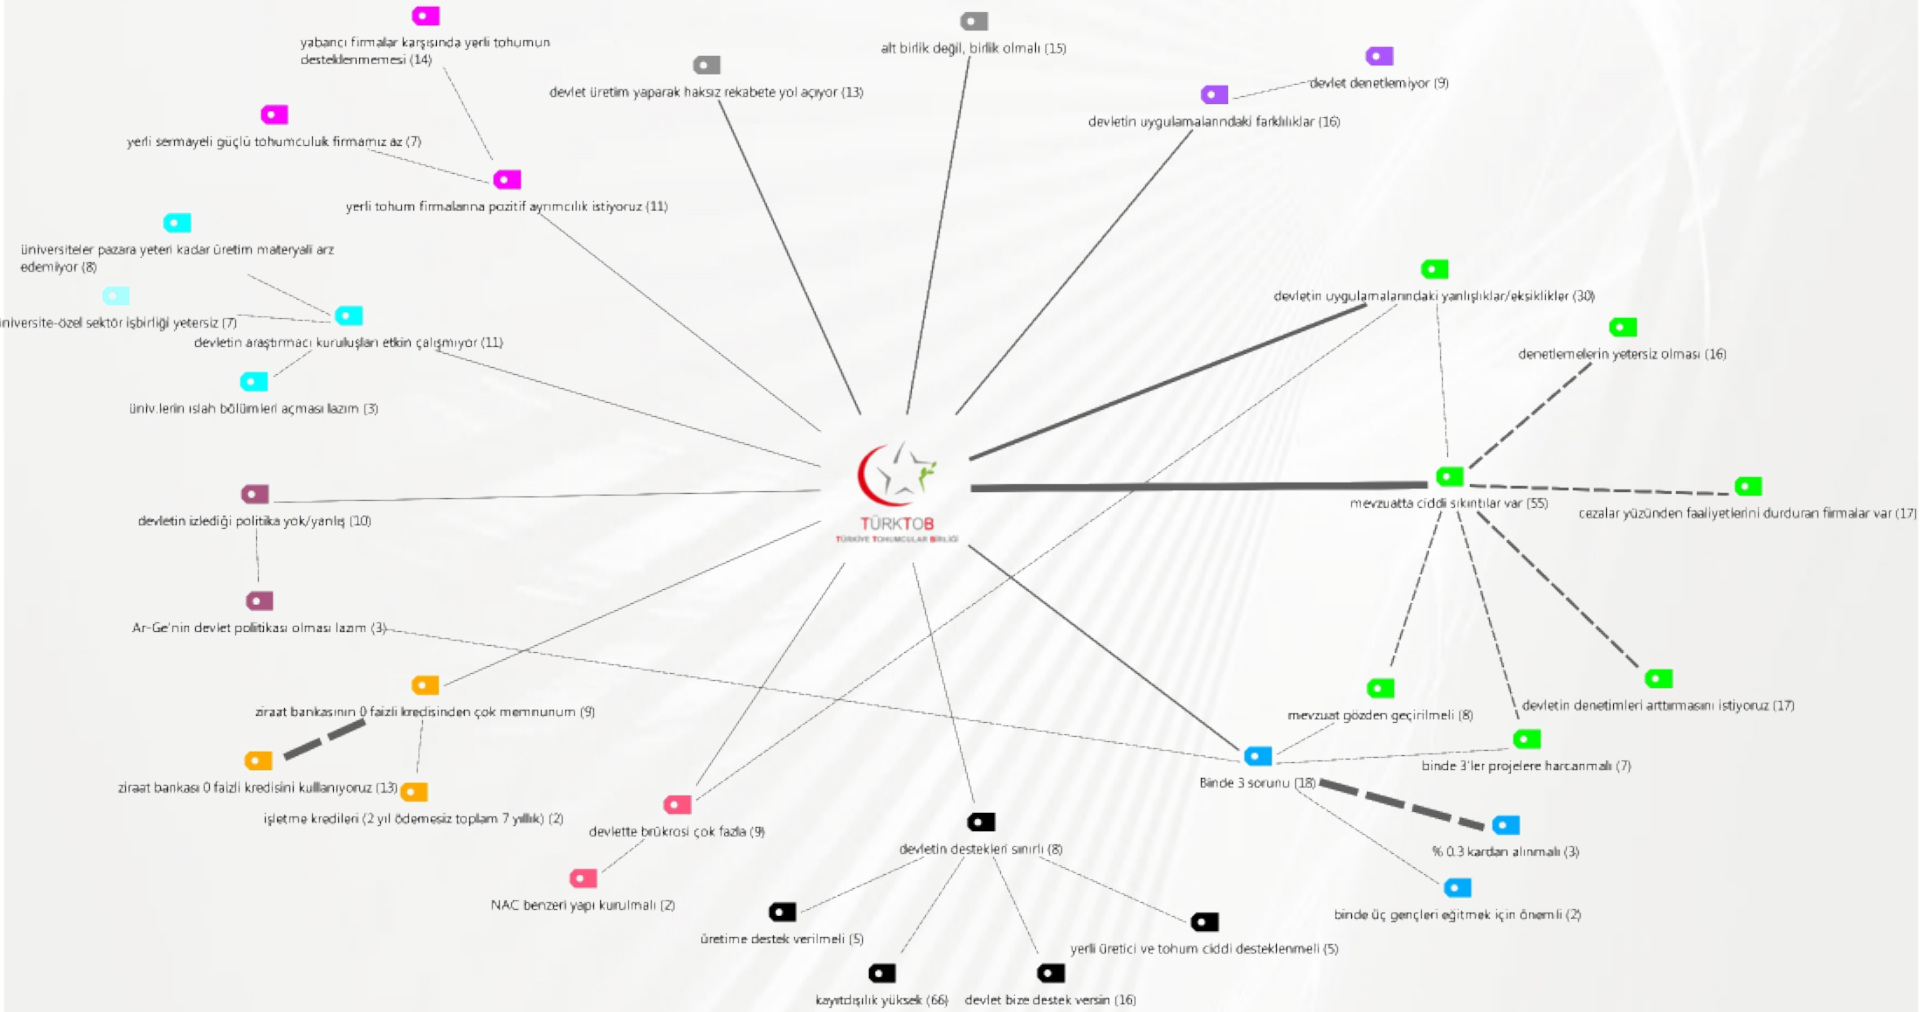 yabancı firmalar karşısında yerli tohumun
desteklenmemesi (14)
alt birlik değil, birlik olmalı (15)
devlet üretim yaparak haksız rekabete yol açıyor (13)
devlet denetlemiyor (9)
devletin uygulamalarındaki farklılıklar (16)
yerli sermayeli güçlü tohumculuk firmamız az (7)
yerli tohum firmalarına pozitif ayrımcılık istiyoruz (11)
üniversiteler pazara yeteri kadar üretim materyali arz
edemiyor (8)
niversite-özel sektör işbirliği yetersiz (7)
devletin araştırmacı kuruluşları etkin çalışmıyor (11)
üniv.lerin ıslah bölümleri açması lazım (3)
devletin uygulamalarındaki yanlışlıklar/eksiklikler (30)
denetlemelerin yetersiz olması (16)
mevzuatta ciddi sıkıntılar var (55)
cezalar yüzünden faaliyetlerini durduran firmalar var (17)
TÜRKTOB
TÜRKİYE TOHUMCULAR BİRLİĞİ
devletin izlediği politika yok/yanlış (10)
Ar-Ge'nin devlet politikası olması lazım (3)
ziraat bankasının 0 faizli kredisinden çok memnunum (9)
ziraat bankası 0 faizli kredisini kulllanıyoruz (13)
işletme kredileri (2 yıl ödemesiz toplam 7 yıllık) (2)
mevzuat gözden geçirilmeli (8)
devletin denetimleri arttırmasını istiyoruz (17)
binde 3'ler projelere harcanmalı (7)
Binde 3 sorunu (18)
% 0.3 kardan alınmalı (3)
binde üç gençleri eğitmek için önemli (2)
devlette brükrosi çok fazla (9)
NAC benzeri yapı kurulmalı (2)
devletin destekleri sınırlı (8)
üretime destek verilmeli (5)
yerli üretici ve tohum ciddi desteklenmeli (5)
kayıtdışılık yüksek (66)
devlet bize destek versin (16)